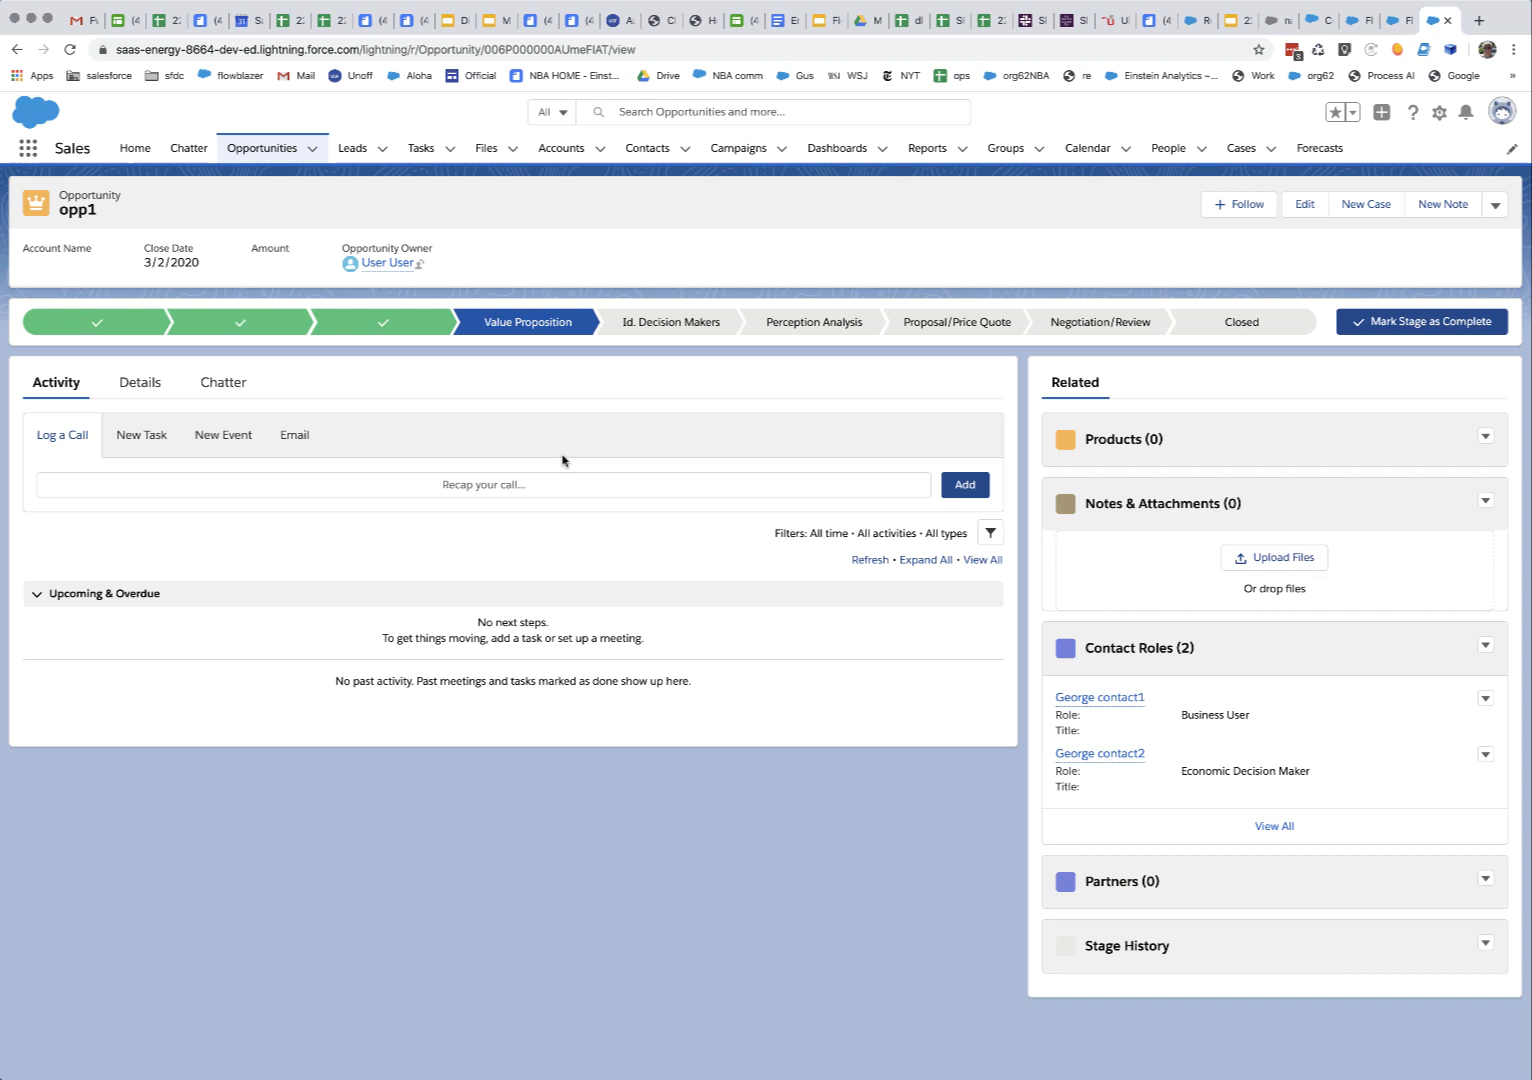 saas-energy-8664-dev-ed.lightning.force.com/lightning/r/Opportunity/006P000000AUmeFIAT/view
Apps salesforce sfdc flowblazer Mail Unoff Aloha Official NBA HOME - Einst... Drive NBA comm Gus WSJ NYT ops org62NBA re Einstein Analytics ~... Work org62 Process AI Google »
All Search Opportunities and more...
Sales Home Chatter Opportunities Leads Tasks Files Accounts Contacts Campaigns Dashboards Reports Groups Calendar People Cases Forecasts
Opportunity
opp1
+ Follow Edit New Case New Note
Account Name Close Date Amount Opportunity Owner
3/2/2020 User User
Value Proposition Id. Decision Makers Perception Analysis Proposal/Price Quote Negotiation/Review Closed Mark Stage as Complete
Activity Details Chatter
Log a Call New Task New Event Email
Recap your call... Add
Filters: All time • All activities • All types
Refresh • Expand All • View All
Upcoming & Overdue
No next steps.
To get things moving, add a task or set up a meeting.
No past activity. Past meetings and tasks marked as done show up here.
Related
Products (0)
Notes & Attachments (0)
Upload Files
Or drop files
Contact Roles (2)
George contact1
Role: Business User
Title:
George contact2
Role: Economic Decision Maker
Title:
View All
Partners (0)
Stage History